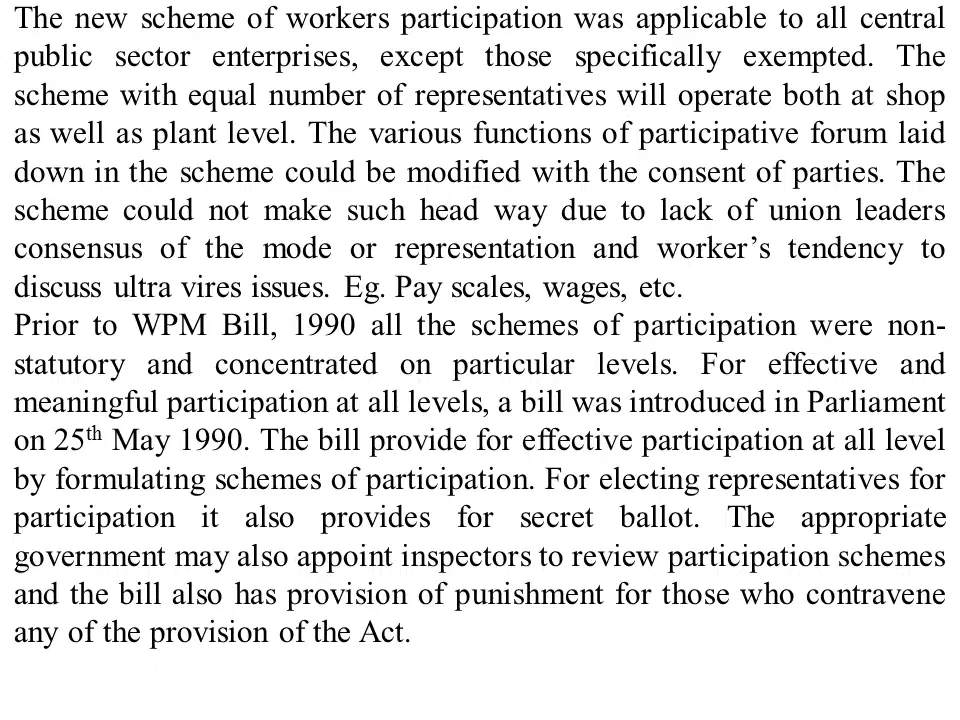 The new scheme of workers participation was applicable to all central
public sector enterprises, except those specifically exempted. The
scheme with equal number of representatives will operate both at shop
as well as plant level. The various functions of participative forum laid
down in the scheme could be modified with the consent of parties. The
scheme could not make such head way due to lack of union leaders
consensus of the mode or representation and worker’s tendency to
discuss ultra vires issues. Eg. Pay scales, wages, etc.
Prior to WPM Bill, 1990 all the schemes of participation were non-
statutory and concentrated on particular levels. For effective and
meaningful participation at all levels, a bill was introduced in Parliament
on 25th May 1990. The bill provide for effective participation at all level
by formulating schemes of participation. For electing representatives for
participation it also provides for secret ballot. The appropriate
government may also appoint inspectors to review participation schemes
and the bill also has provision of punishment for those who contravene
any of the provision of the Act.